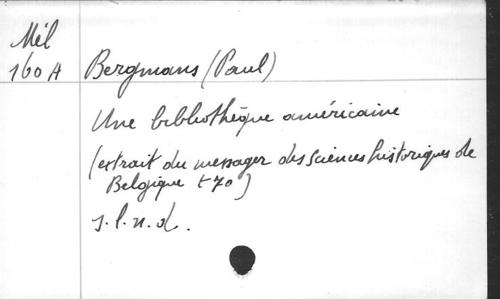 Mél
160 A Bergmans (Paul)
Une bibliothèque américaine
(extrait du messager des sciences historiques de
Belgique t 70)
s.l.n.d.